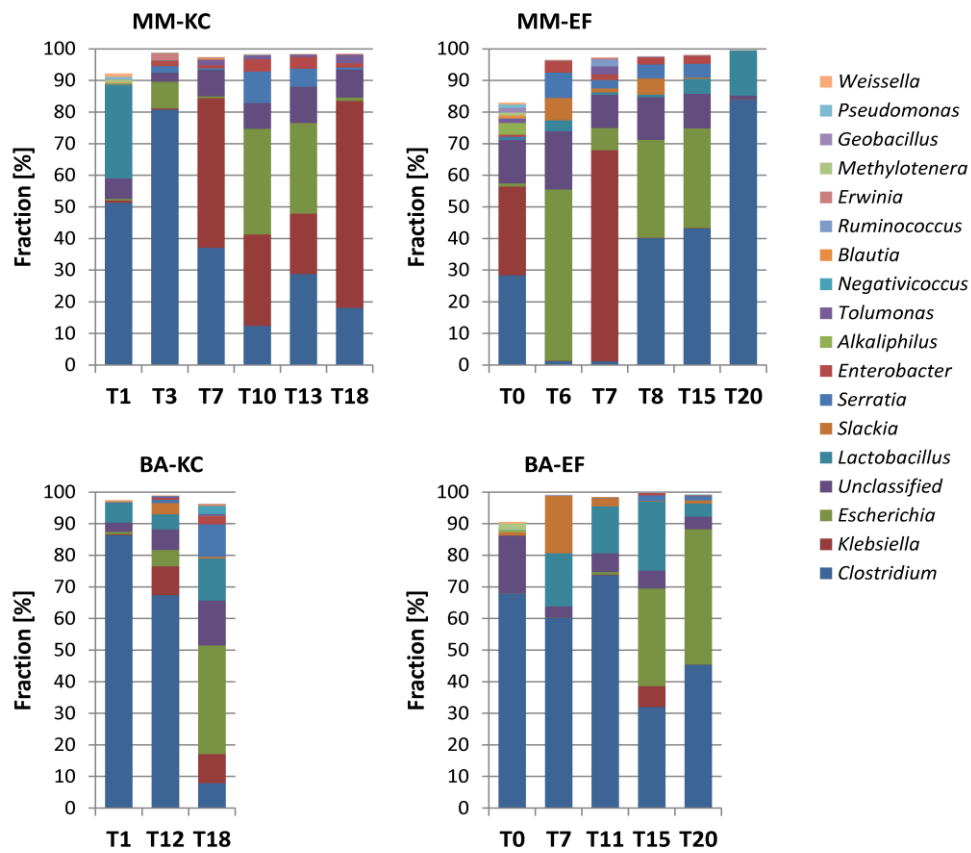 MM-KC
MM-EF
Fraction [%]
100
90
80
70
60
50
40
30
20
10
0
T1 T3 T7 T10 T13 T18
Fraction [%]
100
90
80
70
60
50
40
30
20
10
0
T0 T6 T7 T8 T15 T20
Weissella
Pseudomonas
Geobacillus
Methylotenera
Erwinia
Ruminococcus
Blautia
Negativicoccus
Tolumonas
Alkaliphilus
Enterobacter
Serratia
Slackia
Lactobacillus
Unclassified
Escherichia
Klebsiella
Clostridium
BA-KC
BA-EF
Fraction [%]
100
90
80
70
60
50
40
30
20
10
0
T1 T12 T18
Fraction [%]
100
90
80
70
60
50
40
30
20
10
0
T0 T7 T11 T15 T20